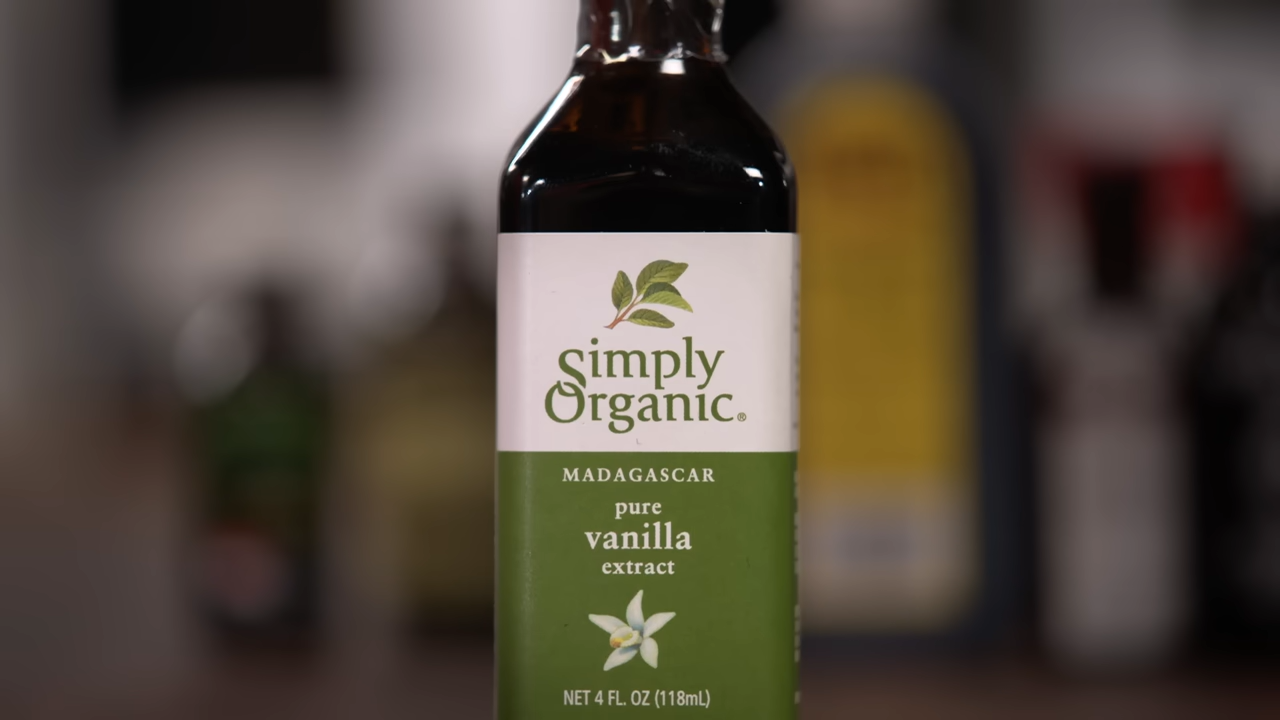 Simply
Organic®
MADAGASCAR
pure
vanilla
extract
NET 4 FL. OZ (118mL)